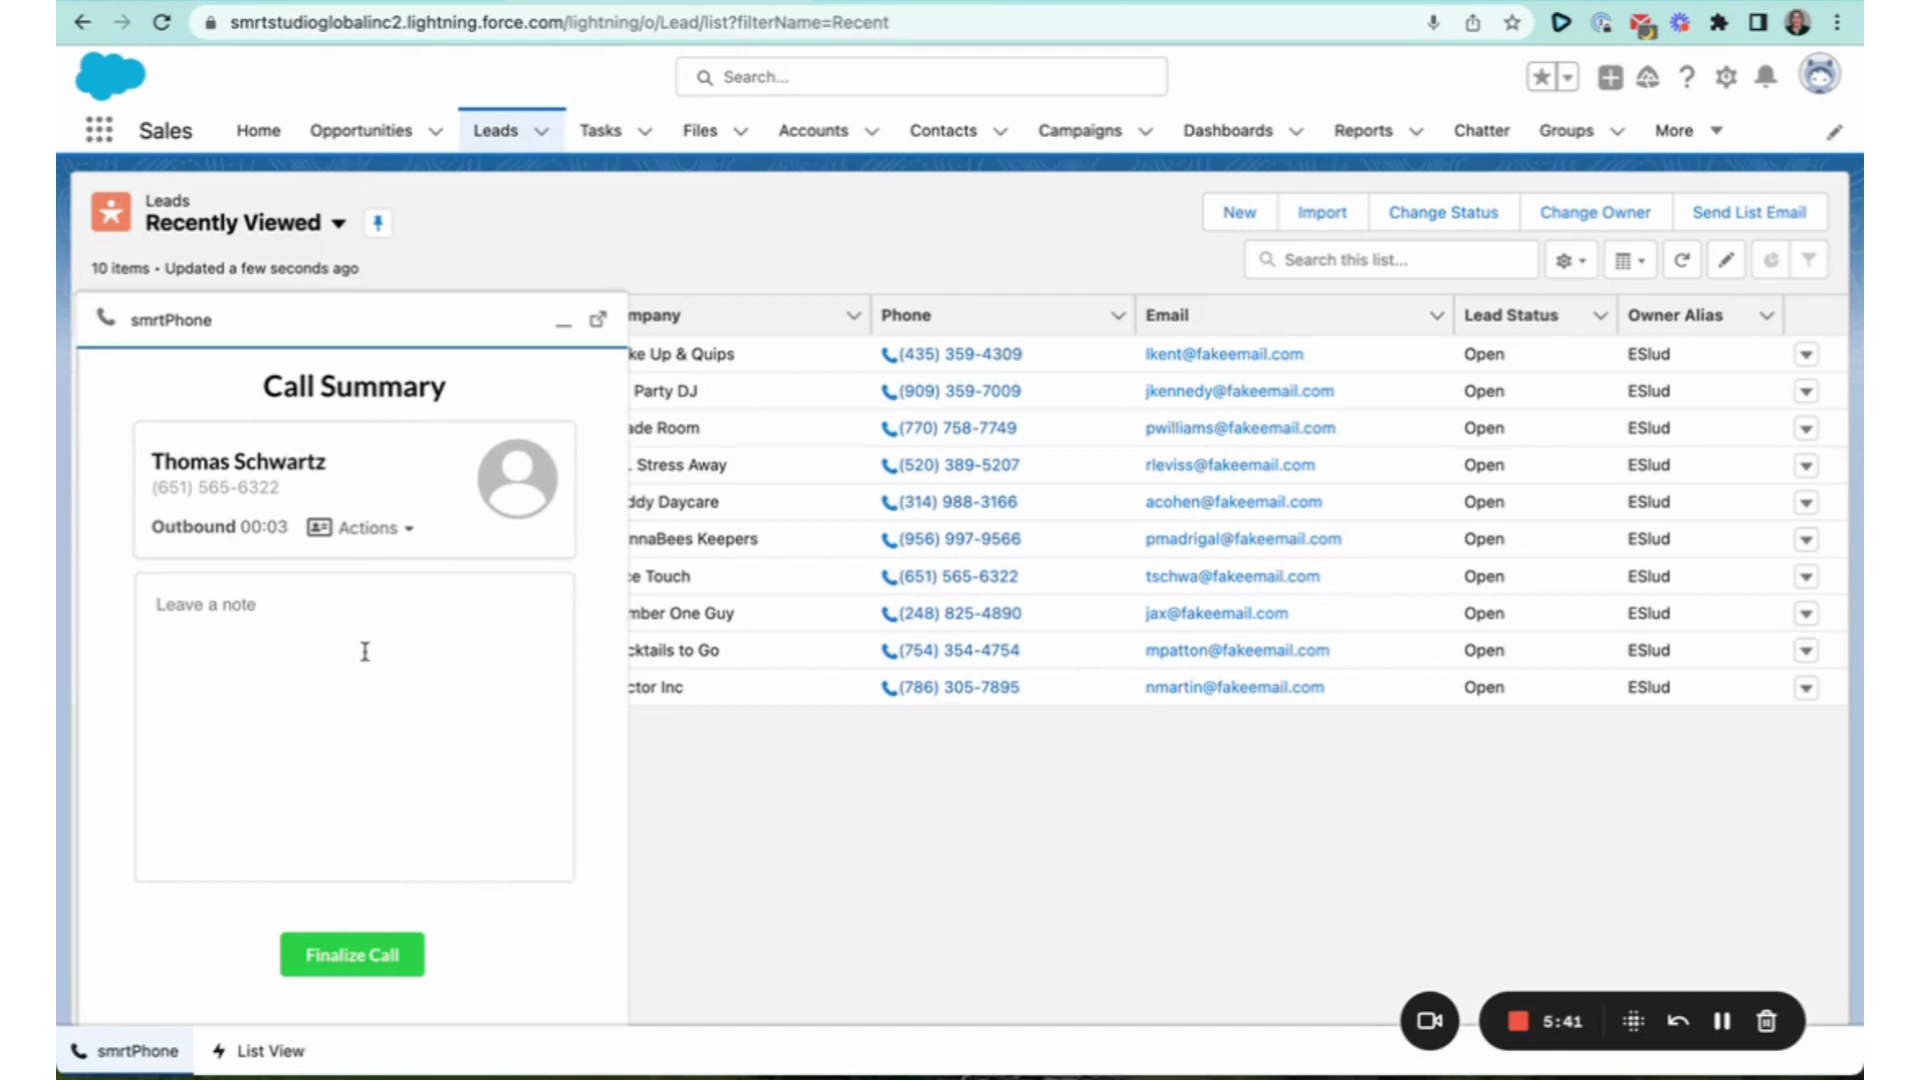 smrtstudioglobalinc2.lightning.force.com/lightning/o/Lead/list?filterName=Recent
Search...
Sales Home Opportunities Leads Tasks Files Accounts Contacts Campaigns Dashboards Reports Chatter Groups More
Leads
Recently Viewed
New Import Change Status Change Owner Send List Email
10 items • Updated a few seconds ago
Search this list...
smrtPhone
Call Summary
Thomas Schwartz
(651) 565-6322
Outbound 00:03 Actions
Leave a note
Finalize Call
mpany Phone Email Lead Status Owner Alias
ke Up & Quips (435) 359-4309 lkent@fakeemail.com Open ESlud
Party DJ (909) 359-7009 jkennedy@fakeemail.com Open ESlud
ade Room (770) 758-7749 pwilliams@fakeemail.com Open ESlud
. Stress Away (520) 389-5207 rleviss@fakeemail.com Open ESlud
ddy Daycare (314) 988-3166 acohen@fakeemail.com Open ESlud
nnaBees Keepers (956) 997-9566 pmadrigal@fakeemail.com Open ESlud
ce Touch (651) 565-6322 tschwa@fakeemail.com Open ESlud
mber One Guy (248) 825-4890 jax@fakeemail.com Open ESlud
cktails to Go (754) 354-4754 mpatton@fakeemail.com Open ESlud
ctor Inc (786) 305-7895 nmartin@fakeemail.com Open ESlud
5:41
smrtPhone List View